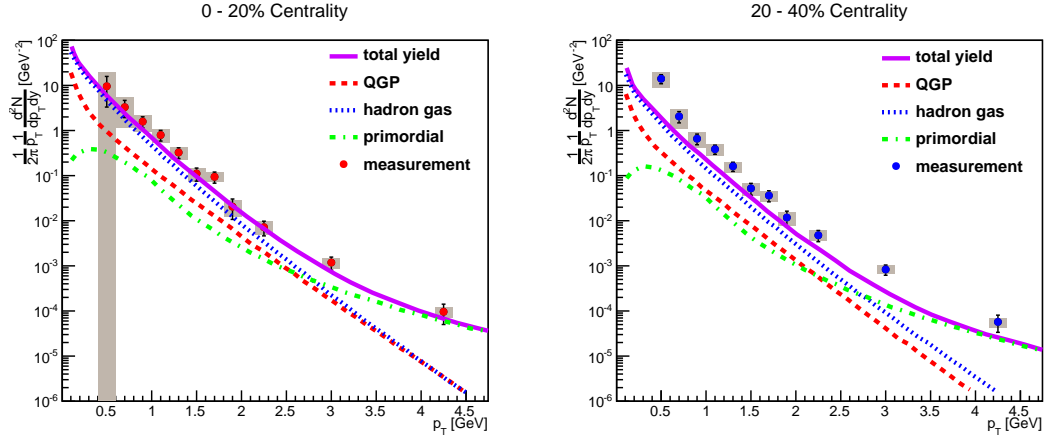 0 - 20% Centrality
10²
10
1
10⁻¹
10⁻²
10⁻³
10⁻⁴
10⁻⁵
10⁻⁶
1/2π 1/p_T d²N/dp_Tdy [GeV⁻²]
total yield
QGP
hadron gas
primordial
measurement
0.5 1 1.5 2 2.5 3 3.5 4 4.5
p_T [GeV]
20 - 40% Centrality
10²
10
1
10⁻¹
10⁻²
10⁻³
10⁻⁴
10⁻⁵
10⁻⁶
1/2π 1/p_T d²N/dp_Tdy [GeV⁻²]
total yield
QGP
hadron gas
primordial
measurement
0.5 1 1.5 2 2.5 3 3.5 4 4.5
p_T [GeV]